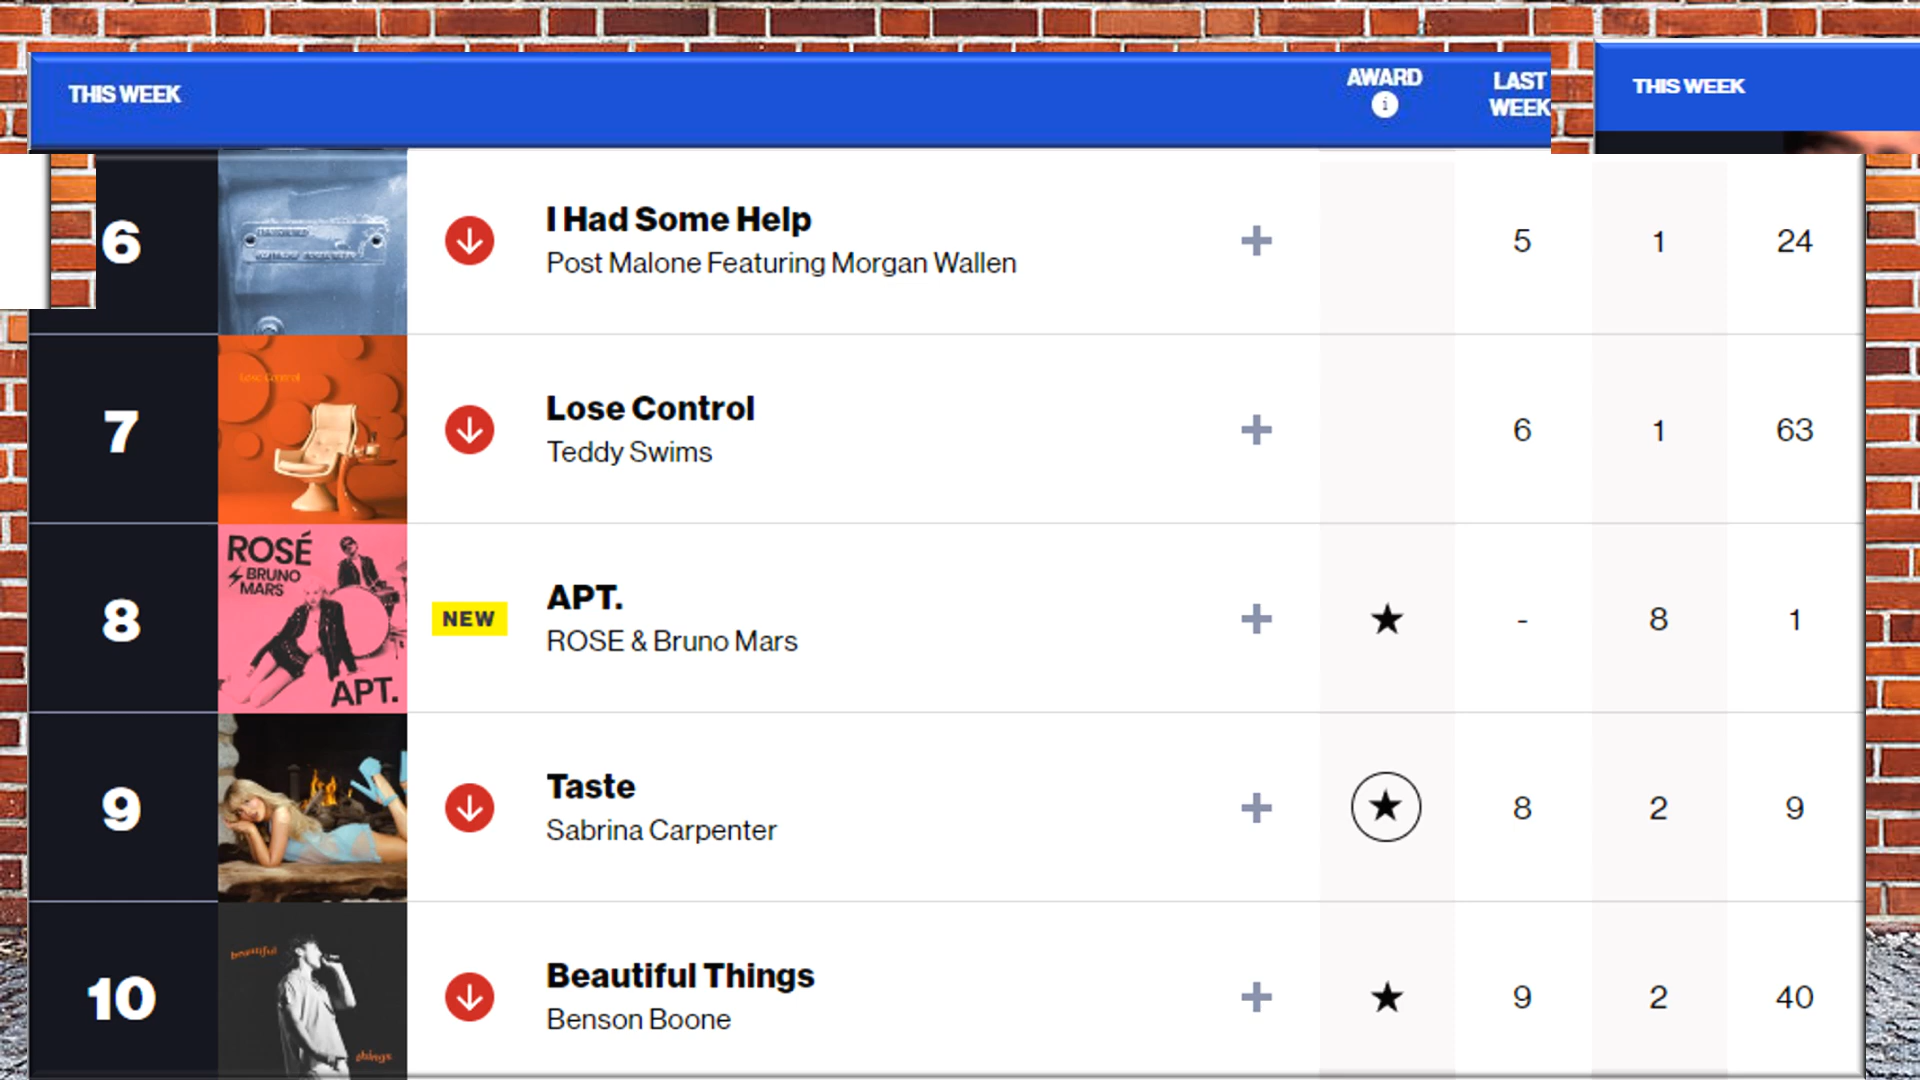 THIS WEEK
AWARD
i
LAST
WEEK
THIS WEEK
6
I Had Some Help
Post Malone Featuring Morgan Wallen
5
1
24
7
Lose Control
Lose Control
Teddy Swims
6
1
63
8
ROSÉ
BRUNO
MARS
APT.
NEW
APT.
ROSE & Bruno Mars
-
8
1
9
Taste
Sabrina Carpenter
8
2
9
10
beautiful
things
Beautiful Things
Benson Boone
9
2
40